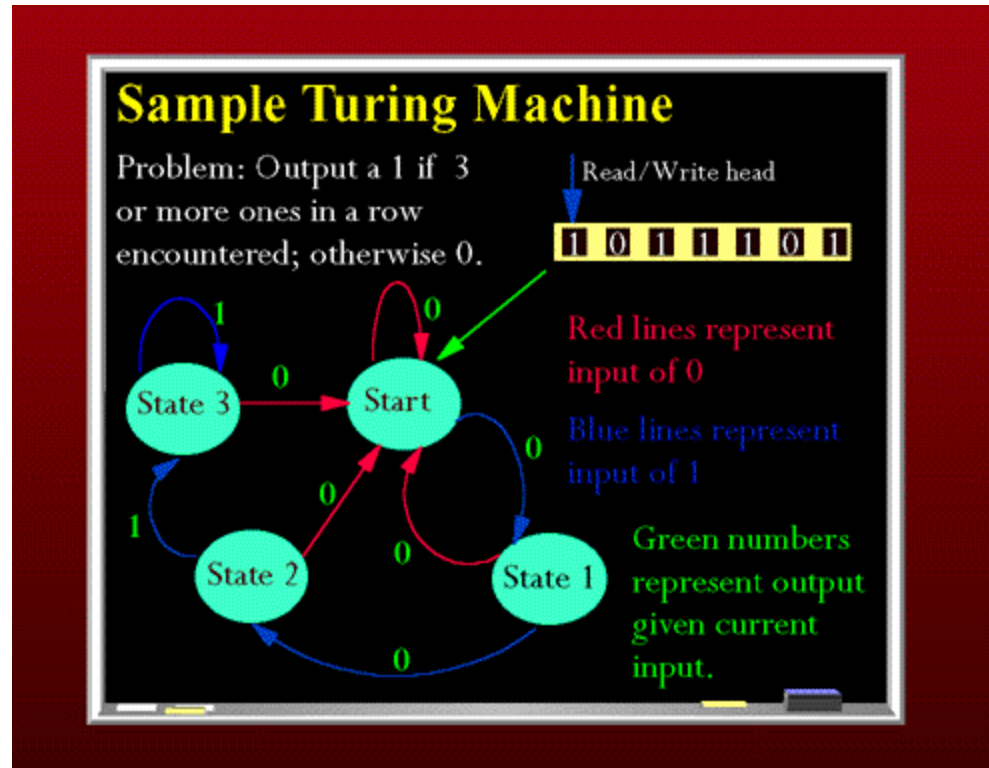 Sample Turing Machine
Problem: Output a 1 if 3
or more ones in a row
encountered; otherwise 0.
Read/Write head
1 0 1 1 1 0 1
Red lines represent
input of 0
Blue lines represent
input of 1
Green numbers
represent output
given current
input.
1
0
0
State 3
Start
0
0
1
0
State 2
State 1
0